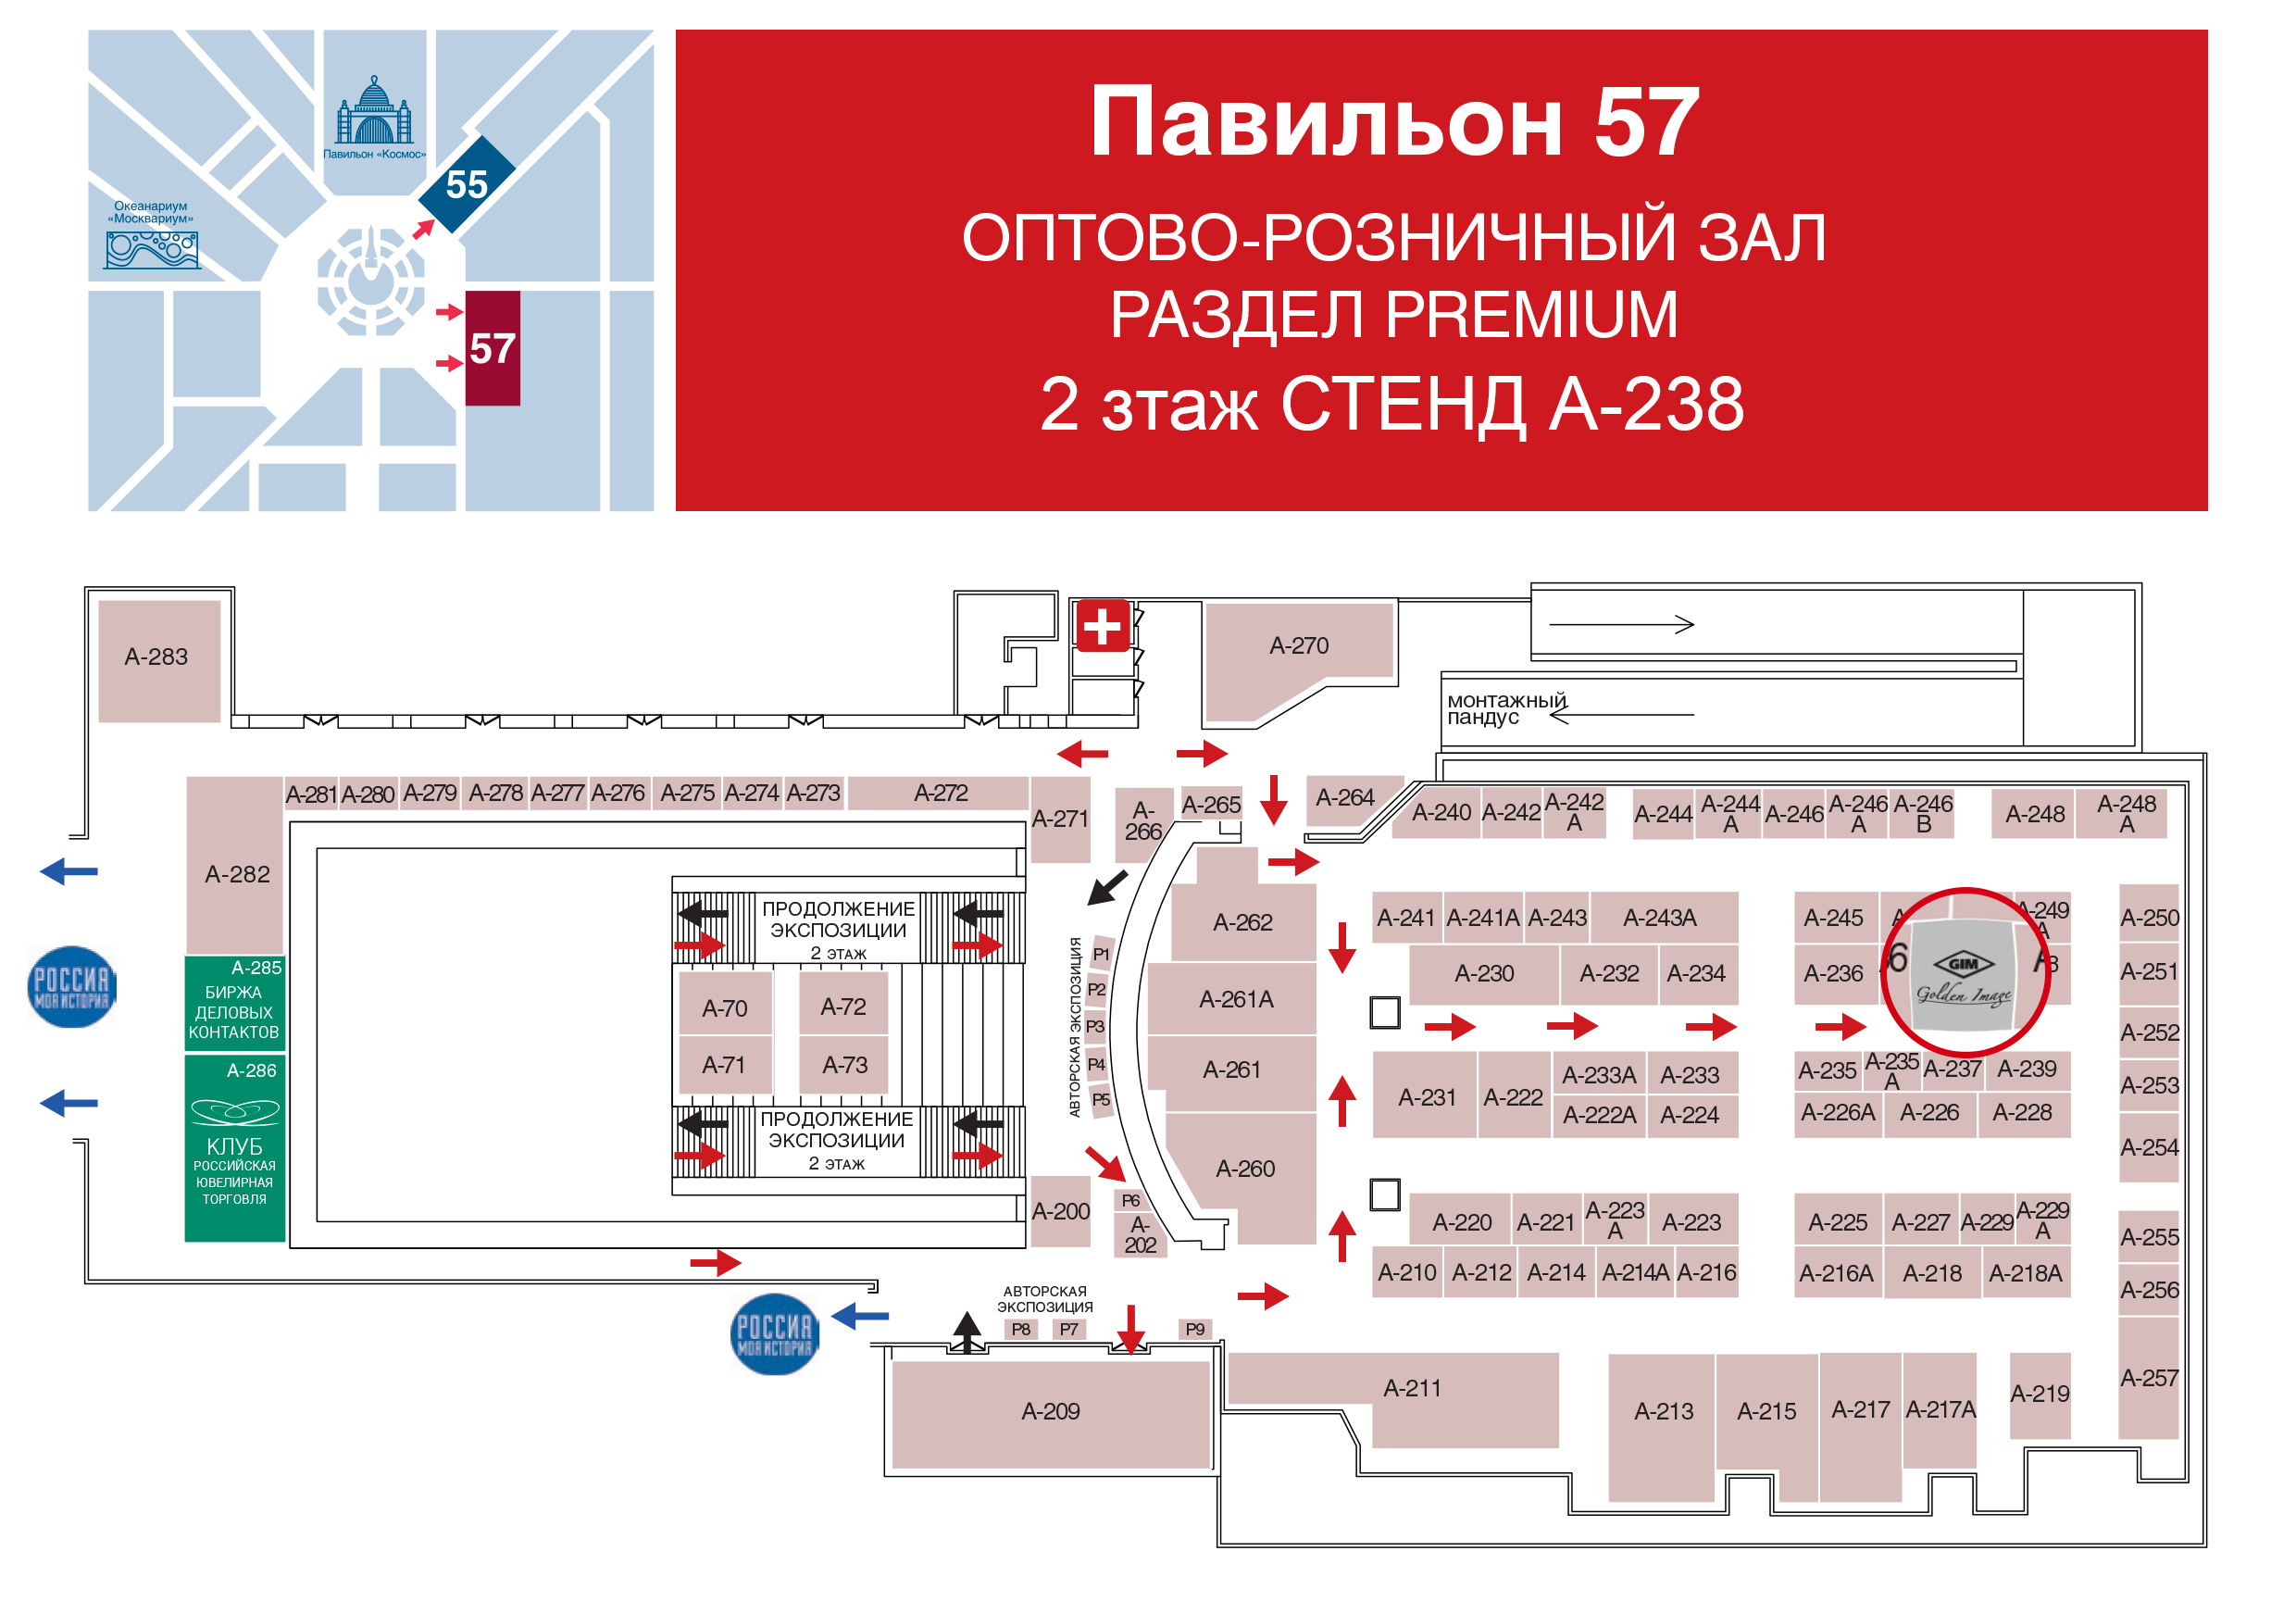 Павильон «Космос»
55
Океанариум
«Москвариум»
57
Павильон 57
ОПТОВО-РОЗНИЧНЫЙ ЗАЛ
РАЗДЕЛ PREMIUM
2 зтаж СТЕНД А-238
А-283
А-270
МОНТАЖНЫЙ
ПАНДУС
А-281
А-280
А-279
А-278
А-277
А-276
А-275
А-274
А-273
А-272
А-271
А-
266
А-265
А-264
А-240
А-242
А-242
А
А-244
А-244
А
А-246
А-246
А
А-246
В
А-248
А-248
А
А-282
ПРОДОЛЖЕНИЕ
ЭКСПОЗИЦИИ
2 ЭТАЖ
А-262
А-241
А-241А
А-243
А-243А
А-245
А-249
А
А-250
А-230
А-232
А-234
А-236
GIM
Golden Image
А-251
А-285
БИРЖА
ДЕЛОВЫХ
КОНТАКТОВ
РОССИЯ
МОЯ ИСТОРИЯ
А-70
А-72
А-71
А-73
АВТОРСКАЯ ЭКСПОЗИЦИЯ
Р1
Р2
Р3
Р4
Р5
А-261А
А-261
А-252
А-286
КЛУБ
РОССИЙСКАЯ
ЮВЕЛИРНАЯ
ТОРГОВЛЯ
А-231
А-222
А-233А
А-233
А-222А
А-224
А-235
А-235
А
А-237
А-239
А-226А
А-226
А-228
А-253
А-254
ПРОДОЛЖЕНИЕ
ЭКСПОЗИЦИИ
2 ЭТАЖ
А-260
А-200
Р6
А-
202
А-220
А-221
А-223
А
А-223
А-225
А-227
А-229
А-229
А
А-255
А-210
А-212
А-214
А-214А
А-216
А-216А
А-218
А-218А
А-256
РОССИЯ
МОЯ ИСТОРИЯ
АВТОРСКАЯ
ЭКСПОЗИЦИЯ
Р8
Р7
Р9
А-209
А-211
А-213
А-215
А-217
А-217А
А-219
А-257